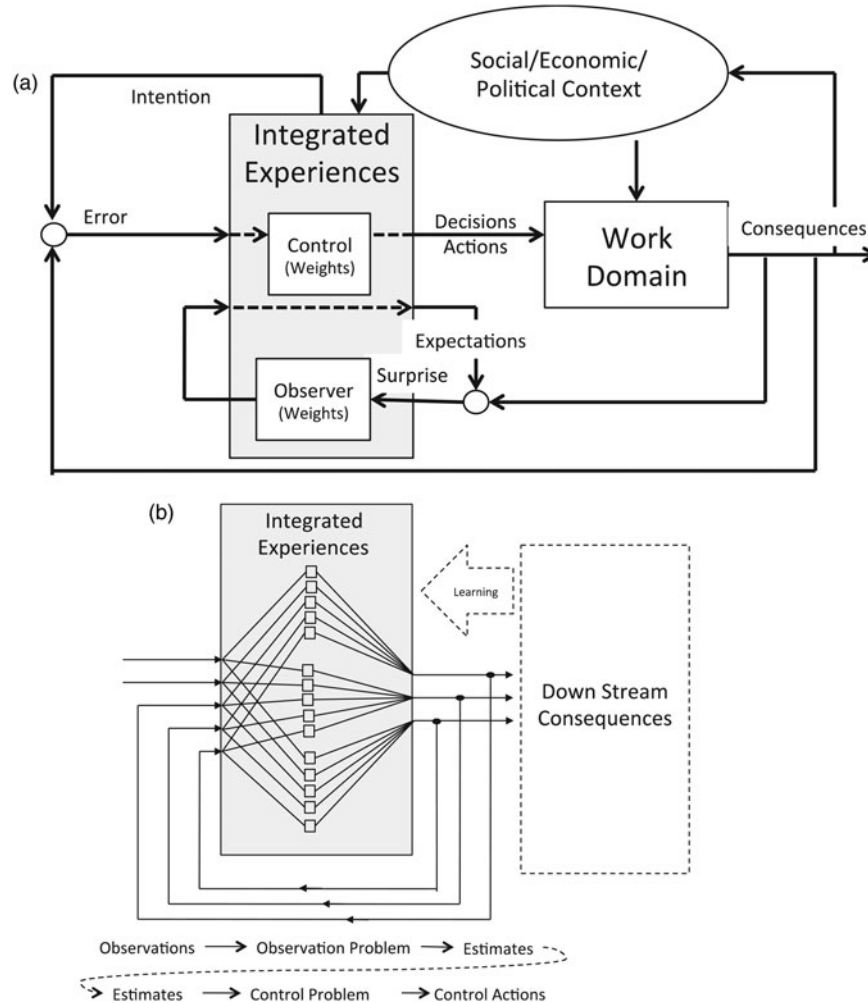 (a)
Social/Economic/
Political Context
Intention
Integrated
Experiences
Error
Control
(Weights)
Decisions
Actions
Work
Domain
Consequences
Expectations
Surprise
Observer
(Weights)
(b)
Integrated
Experiences
Learning
Down Stream
Consequences
Observations Observation Problem Estimates
Estimates Control Problem Control Actions